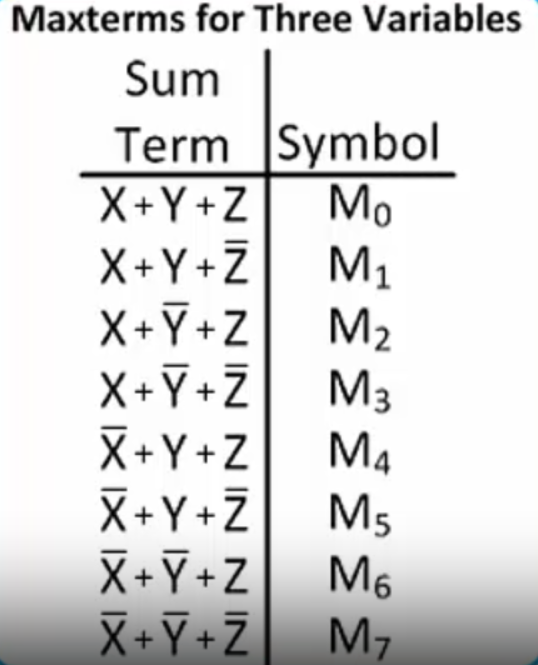 Maxterms for Three Variables
Sum
Term Symbol
X+Y+Z M₀
X+Y+Z̅ M₁
X+Y̅+Z M₂
X+Y̅+Z̅ M₃
X̅+Y+Z M₄
X̅+Y+Z̅ M₅
X̅+Y̅+Z M₆
X̅+Y̅+Z̅ M₇